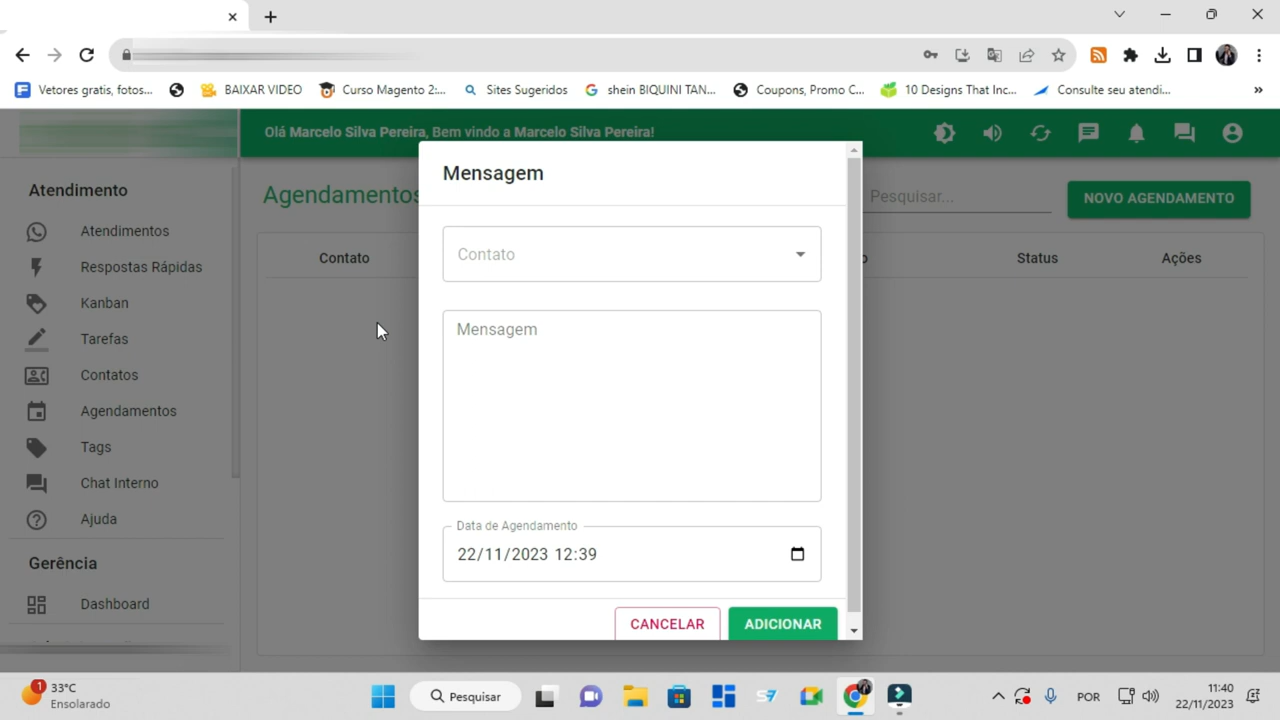 Vetores gratis, fotos...
BAIXAR VIDEO
Curso Magento 2:...
Sites Sugeridos
shein BIQUINI TAN...
Coupons, Promo C...
10 Designs That Inc...
Consulte seu atendi...
»
Olá Marcelo Silva Pereira, Bem vindo a Marcelo Silva Pereira!
Atendimento
Atendimentos
Respostas Rápidas
Kanban
Tarefas
Contatos
Agendamentos
Tags
Chat Interno
Ajuda
Gerência
Dashboard
Agendamentos
Pesquisar...
NOVO AGENDAMENTO
Contato
Status
Ações
Mensagem
Contato
Mensagem
Data de Agendamento
22/11/2023 12:39
CANCELAR
ADICIONAR
1
33°C
Ensolarado
Pesquisar
POR
11:40
22/11/2023